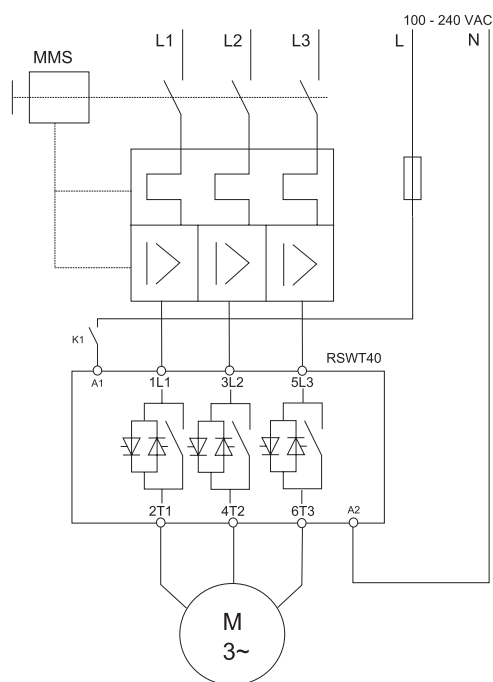 100 - 240 VAC
L1 L2 L3 L N
MMS
K1
RSWT40
A1 1L1 3L2 5L3
2T1 4T2 6T3 A2
M
3~